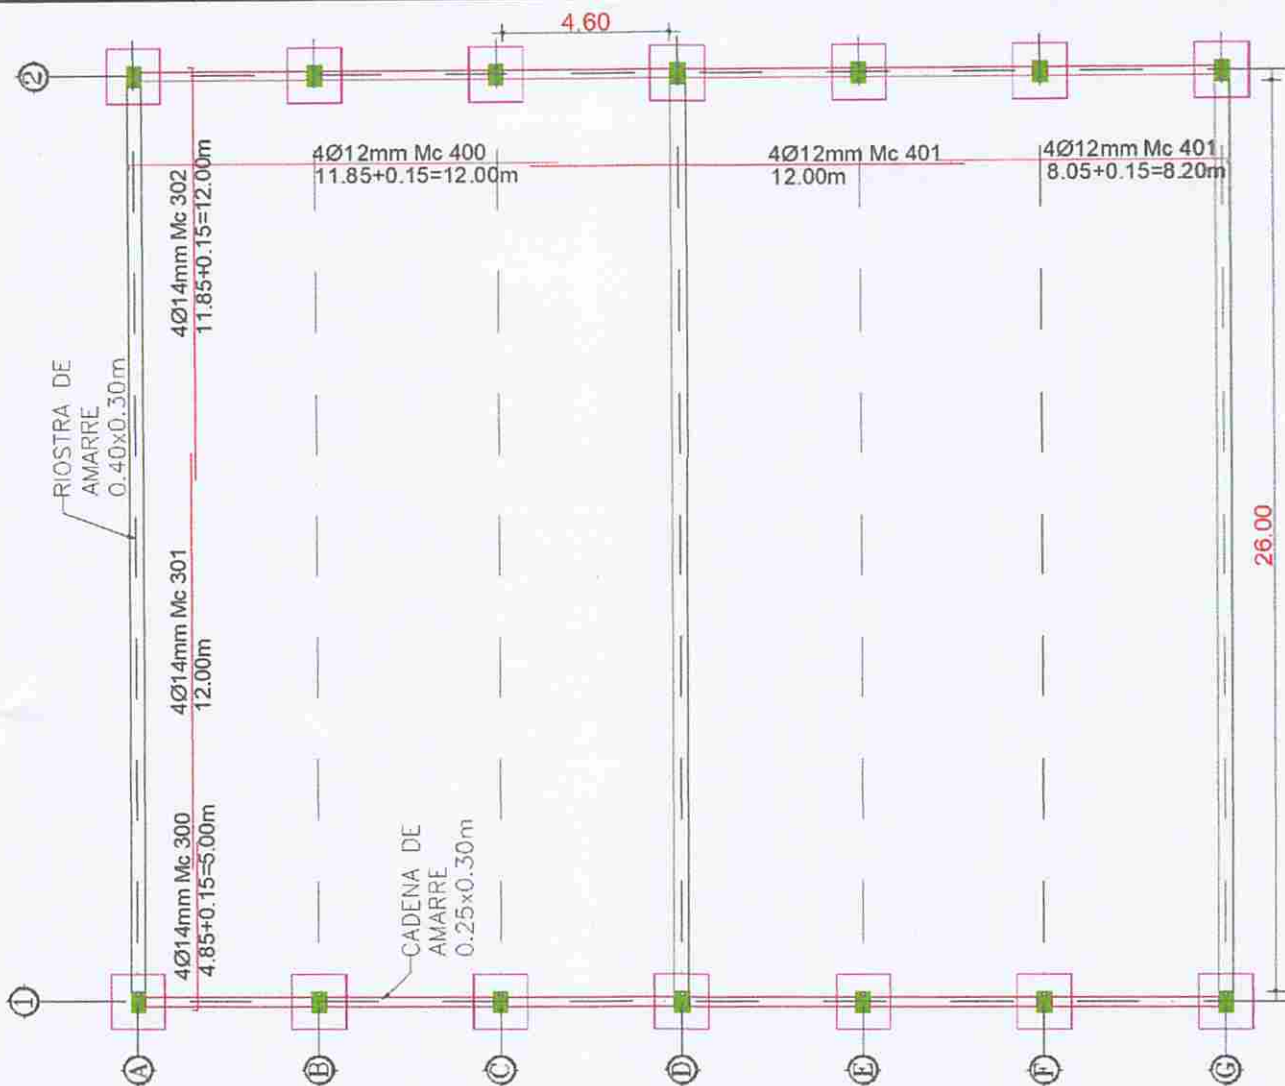 4.60
2
4Ø12mm Mc 400
11.85+0.15=12.00m
4Ø12mm Mc 401
12.00m
4Ø12mm Mc 401
8.05+0.15=8.20m
4Ø14mm Mc 302
11.85+0.15=12.00m
RIOSTRA DE
AMARRE
0.40x0.30m
4Ø14mm Mc 301
12.00m
26.00
4Ø14mm Mc 300
4.85+0.15=5.00m
CADENA DE
AMARRE
0.25x0.30m
1
A
B
C
D
E
F
G